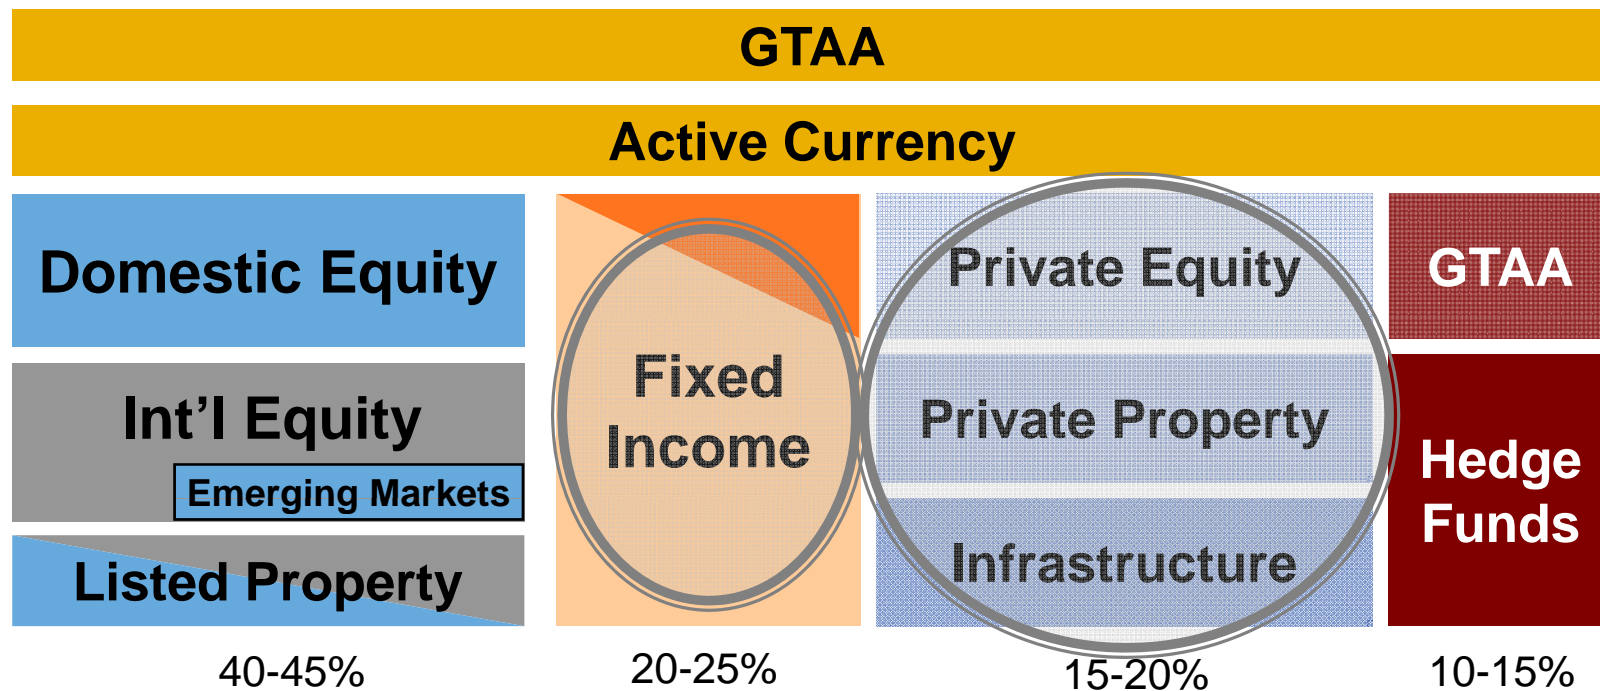 GTAA
Active Currency
Domestic Equity
Int'l Equity
Emerging Markets
Listed Property
40-45%
Fixed
Income
20-25%
Private Equity
Private Property
Infrastructure
15-20%
GTAA
Hedge
Funds
10-15%